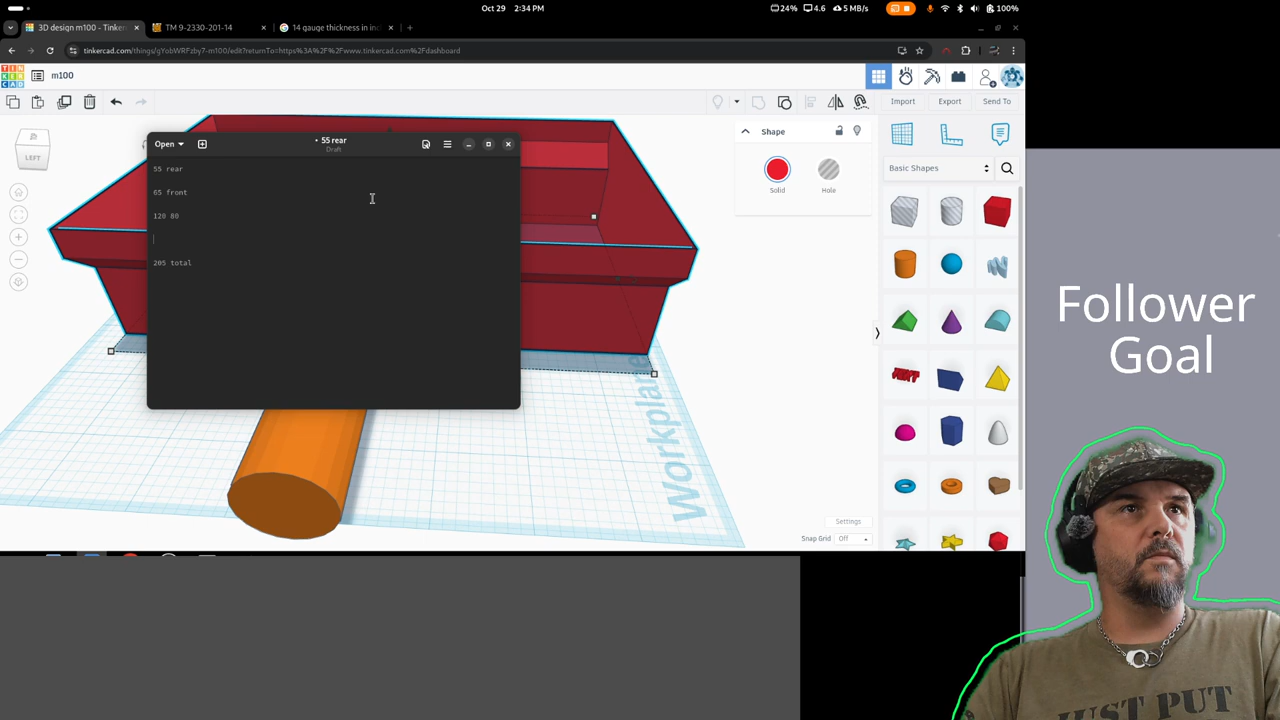 Oct 29 2:34 PM
24% 4.6 5 MB/s 100%
3D design m100 - Tinker
TM 9-2330-201-14
14 gauge thickness in in
tinkercad.com/things/gYobWRFzby7-m100/edit?returnTo=https%3A%2F%2Fwww.tinkercad.com%2Fdashboard
TIN
KER
CAD
m100
Import
Export
Send To
LEFT
Open
• 55 rear
Draft
55 rear
65 front
120 80
205 total
Shape
Solid
Hole
Basic Shapes
Workplane
Settings
Snap Grid
Off
Follower
Goal
JUST PUT